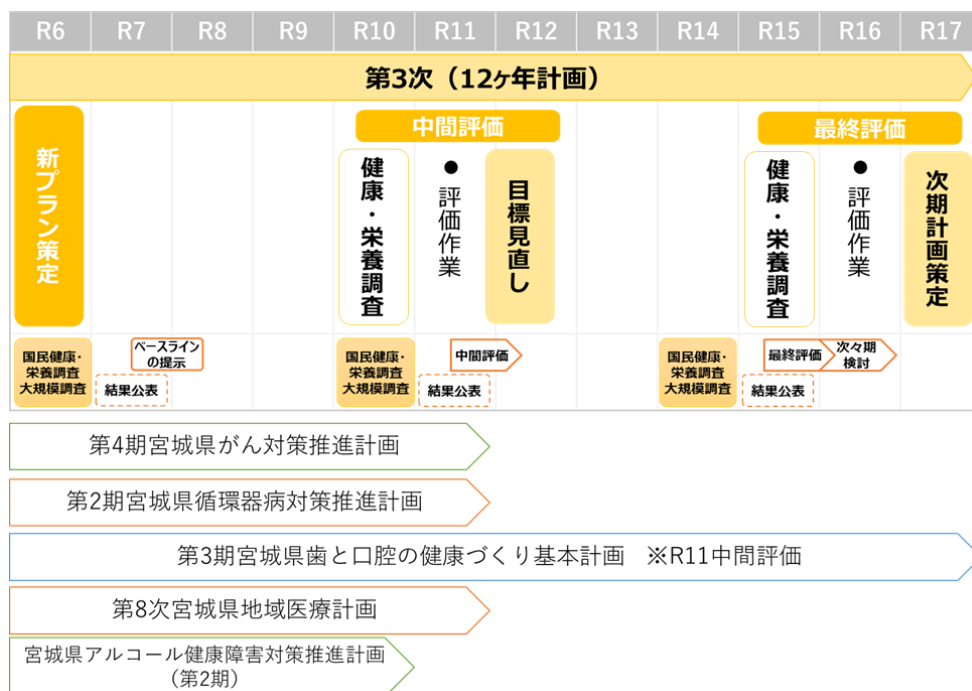 R6 R7 R8 R9 R10 R11 R12 R13 R14 R15 R16 R17
第3次（12ヶ年計画）
中間評価
最終評価
新プラン策定
健康・栄養調査
●評価作業
目標見直し
健康・栄養調査
●評価作業
次期計画策定
国民健康・
栄養調査
大規模調査
ベースライン
の提示
結果公表
国民健康・
栄養調査
大規模調査
中間評価
結果公表
国民健康・
栄養調査
大規模調査
最終評価
次々期
検討
結果公表
第4期宮城県がん対策推進計画
第2期宮城県循環器病対策推進計画
第3期宮城県歯と口腔の健康づくり基本計画　※R11中間評価
第8次宮城県地域医療計画
宮城県アルコール健康障害対策推進計画
（第2期）